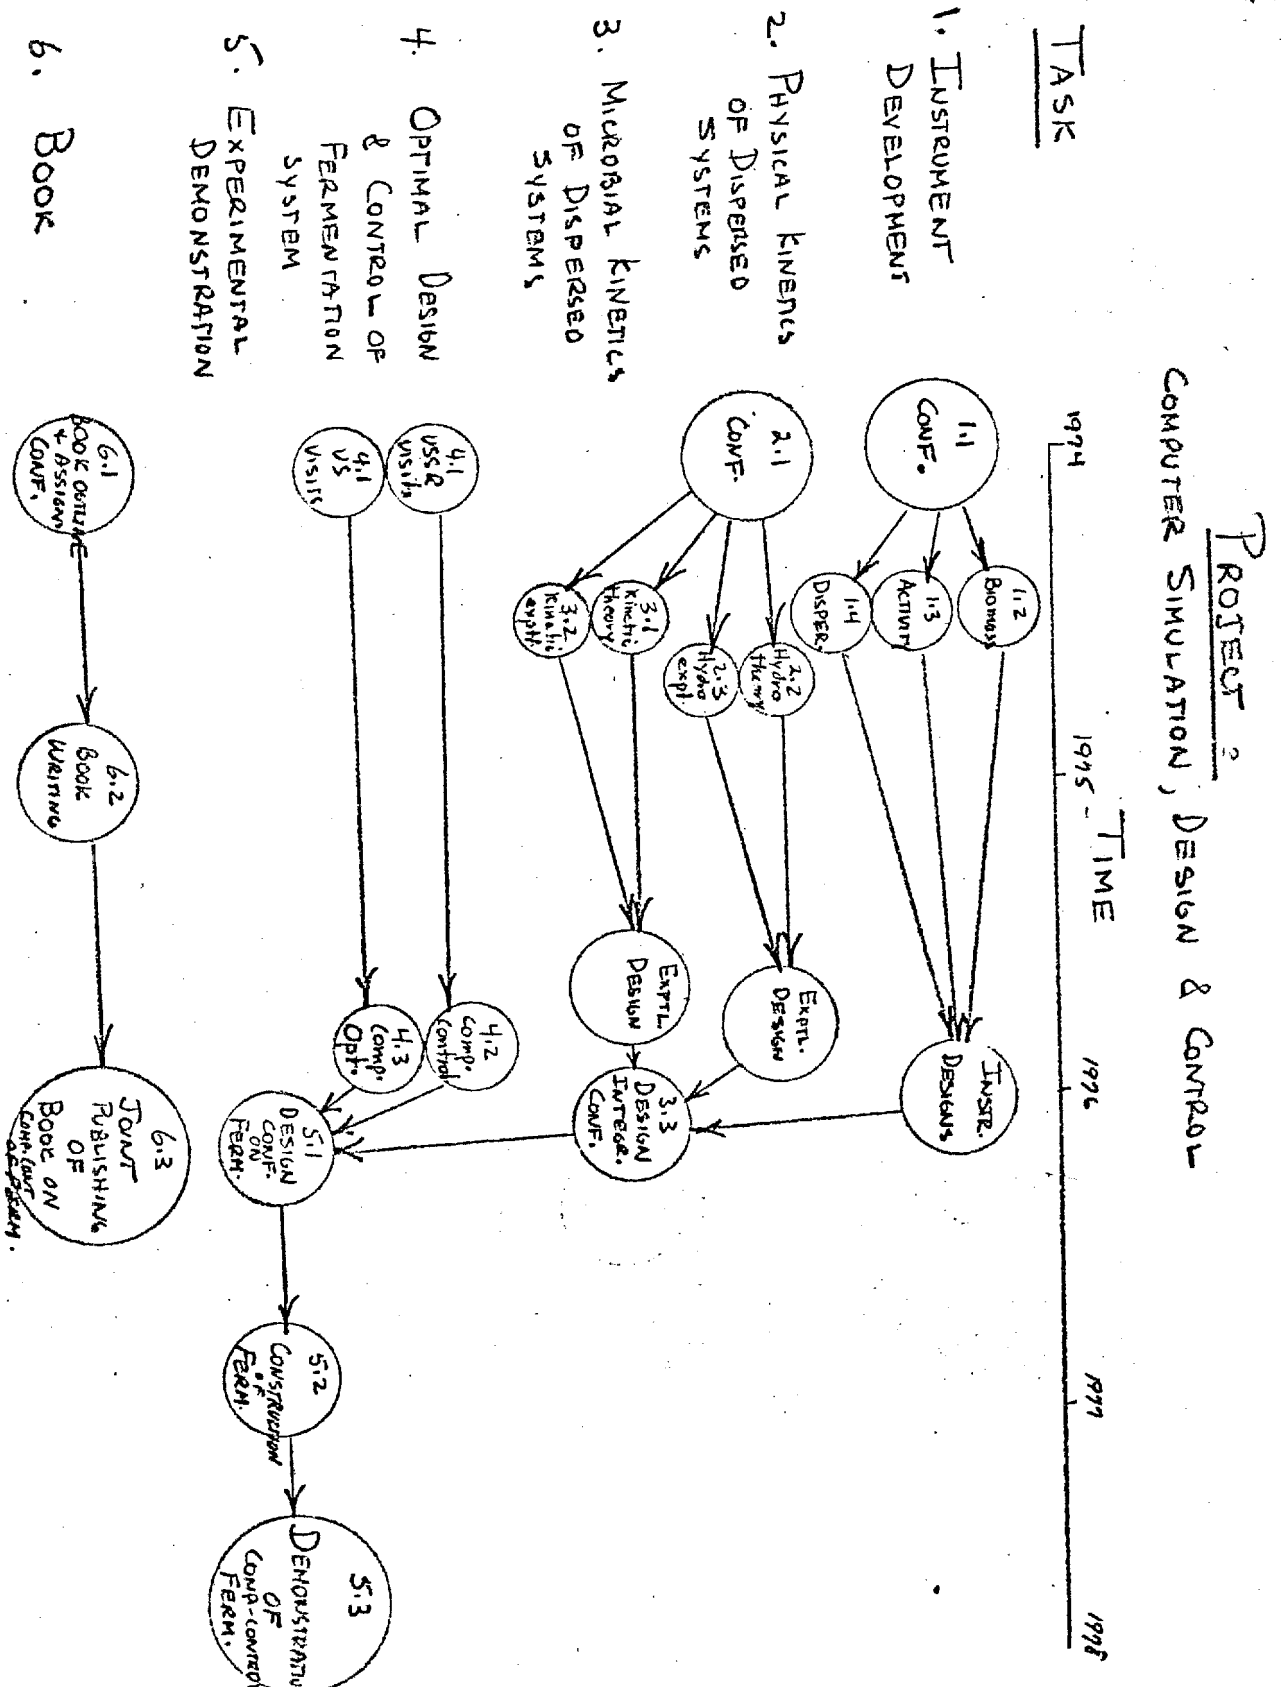 PROJECT:
COMPUTER SIMULATION, DESIGN & CONTROL
TASK
TIME
1974
1975
1976
1977
1978
1. INSTRUMENT
DEVELOPMENT
1.1
CONF.
1.2
BIOMASS
1.3
ACTIVITY
1.4
DISPER.
INSTR.
DESIGNS
2. PHYSICAL KINETICS
OF DISPERSED
SYSTEMS
2.1
CONF.
2.2
Hydro
theory
2.3
Hydro
expt.
EXPTL.
DESIGN
3. MICROBIAL KINETICS
OF DISPERSED
SYSTEMS
3.1
kinetic
theory
3.2
kinetic
exptl.
EXPTL.
DESIGN
3.3
DESIGN
INTEGR.
CONF.
4. OPTIMAL DESIGN
& CONTROL OF
FERMENTATION
SYSTEM
4.1
USSR
visits
4.1
US
visits
4.2
Comp.
Control
4.3
Comp.
Opt.
5. EXPERIMENTAL
DEMONSTRATION
5.1
DESIGN
CONF.
ON
FERM.
5.2
CONSTRUCTION
OF
FERM.
5.3
DEMONSTRATION
OF
COMP-CONTROL
FERM.
6. BOOK
6.1
BOOK OUTLINE
+ ASSIGN
CONF.
6.2
BOOK
WRITING
6.3
JOINT
PUBLISHING
OF
BOOK ON
COMP. CONT
OF FERM.